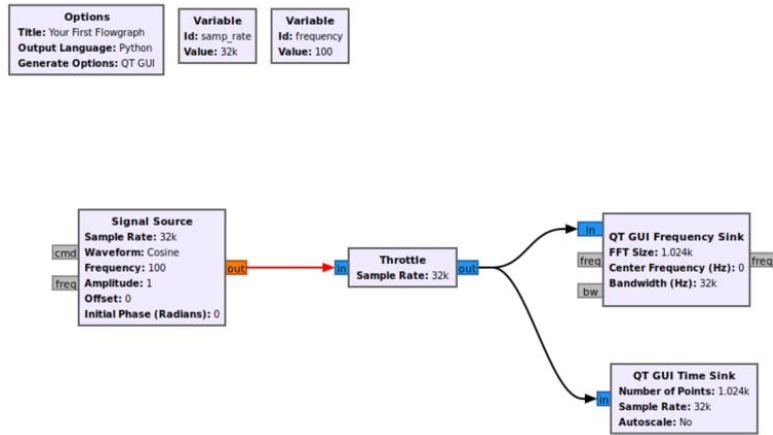 Options
Title: Your First Flowgraph
Output Language: Python
Generate Options: QT GUI
Variable
Id: samp_rate
Value: 32k
Variable
Id: frequency
Value: 100
Signal Source
Sample Rate: 32k
Waveform: Cosine
Frequency: 100
Amplitude: 1
Offset: 0
Initial Phase (Radians): 0
cmd
freq
out
in
Throttle
Sample Rate: 32k
out
in
freq
bw
QT GUI Frequency Sink
FFT Size: 1.024k
Center Frequency (Hz): 0
Bandwidth (Hz): 32k
freq
in
QT GUI Time Sink
Number of Points: 1.024k
Sample Rate: 32k
Autoscale: No